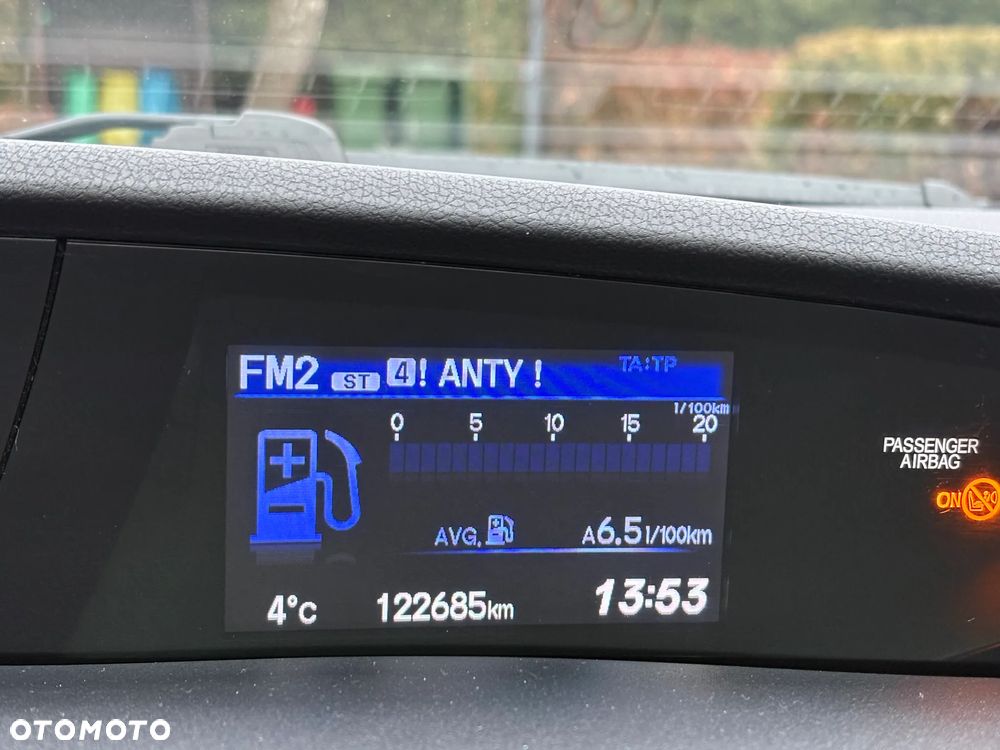 FM2 ST 4! ANTY ! TA:TP
l/100km
0 5 10 15 20
AVG. A6.5l/100km
4°C 122685km 13:53
PASSENGER
AIRBAG
ON
OTOMOTO